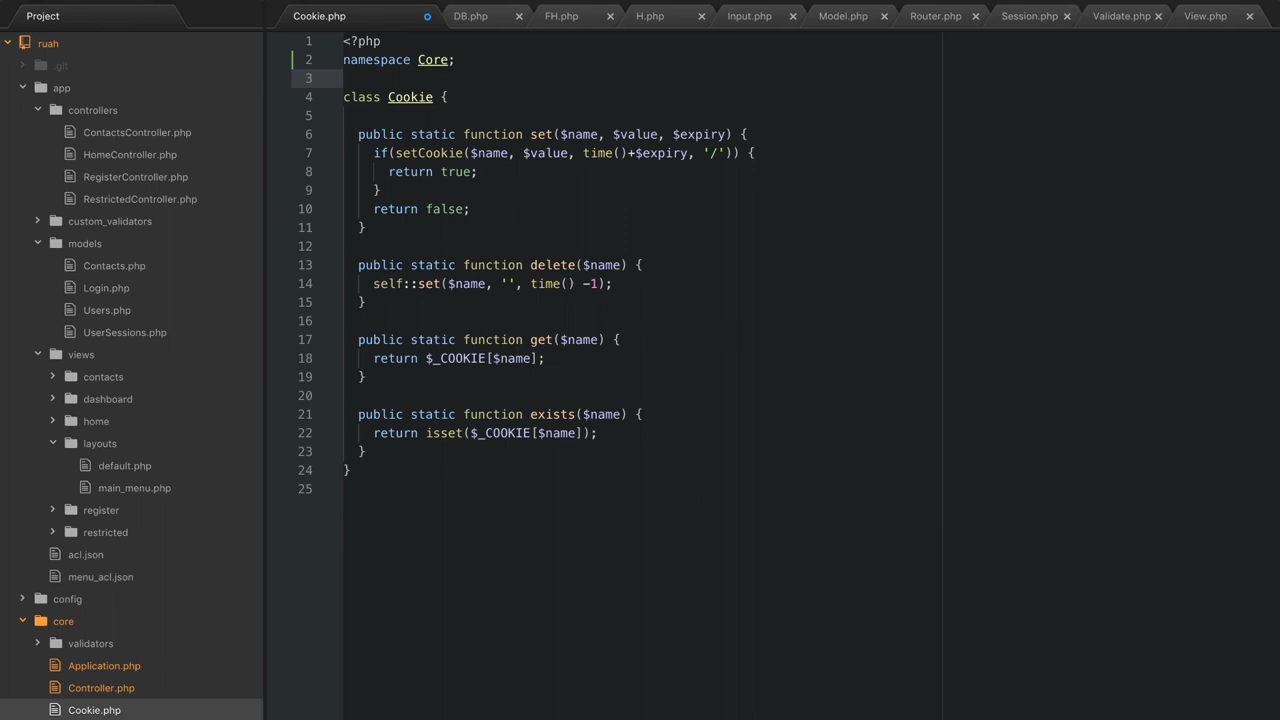 Project
ruah
.git
app
controllers
ContactsController.php
HomeController.php
RegisterController.php
RestrictedController.php
custom_validators
models
Contacts.php
Login.php
Users.php
UserSessions.php
views
contacts
dashboard
home
layouts
default.php
main_menu.php
register
restricted
acl.json
menu_acl.json
config
core
validators
Application.php
Controller.php
Cookie.php
Cookie.php DB.php FH.php H.php Input.php Model.php Router.php Session.php Validate.php View.php
1 <?php
2 namespace Core;
3
4 class Cookie {
5
6   public static function set($name, $value, $expiry) {
7     if(setCookie($name, $value, time()+$expiry, '/')) {
8       return true;
9     }
10     return false;
11   }
12
13   public static function delete($name) {
14     self::set($name, '', time() -1);
15   }
16
17   public static function get($name) {
18     return $_COOKIE[$name];
19   }
20
21   public static function exists($name) {
22     return isset($_COOKIE[$name]);
23   }
24 }
25